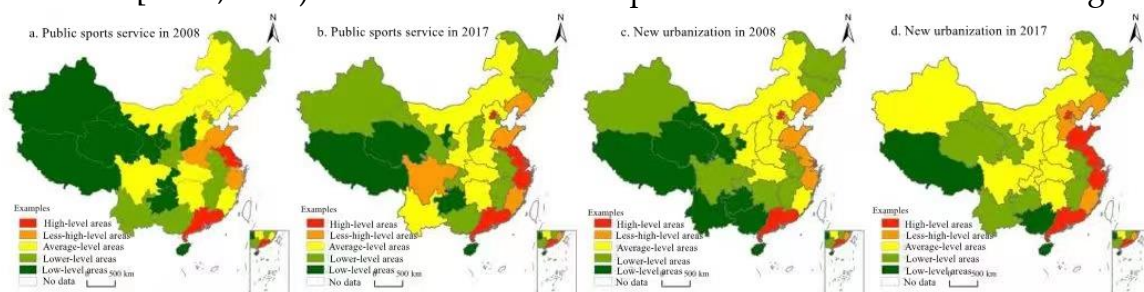 a. Public sports service in 2008
N
b. Public sports service in 2017
N
c. New urbanization in 2008
N
d. New urbanization in 2017
N
Examples
High-level areas
Less-high-level areas
Average-level areas
Lower-level areas
Low-level areas
No data
0 500 km
Examples
High-level areas
Less-high-level areas
Average-level areas
Lower-level areas
Low-level areas
No data
0 500 km
Examples
High-level areas
Less-high-level areas
Average-level areas
Lower-level areas
Low-level areas
No data
0 500 km
Examples
High-level areas
Less-high-level areas
Average-level areas
Lower-level areas
Low-level areas
No data
0 500 km